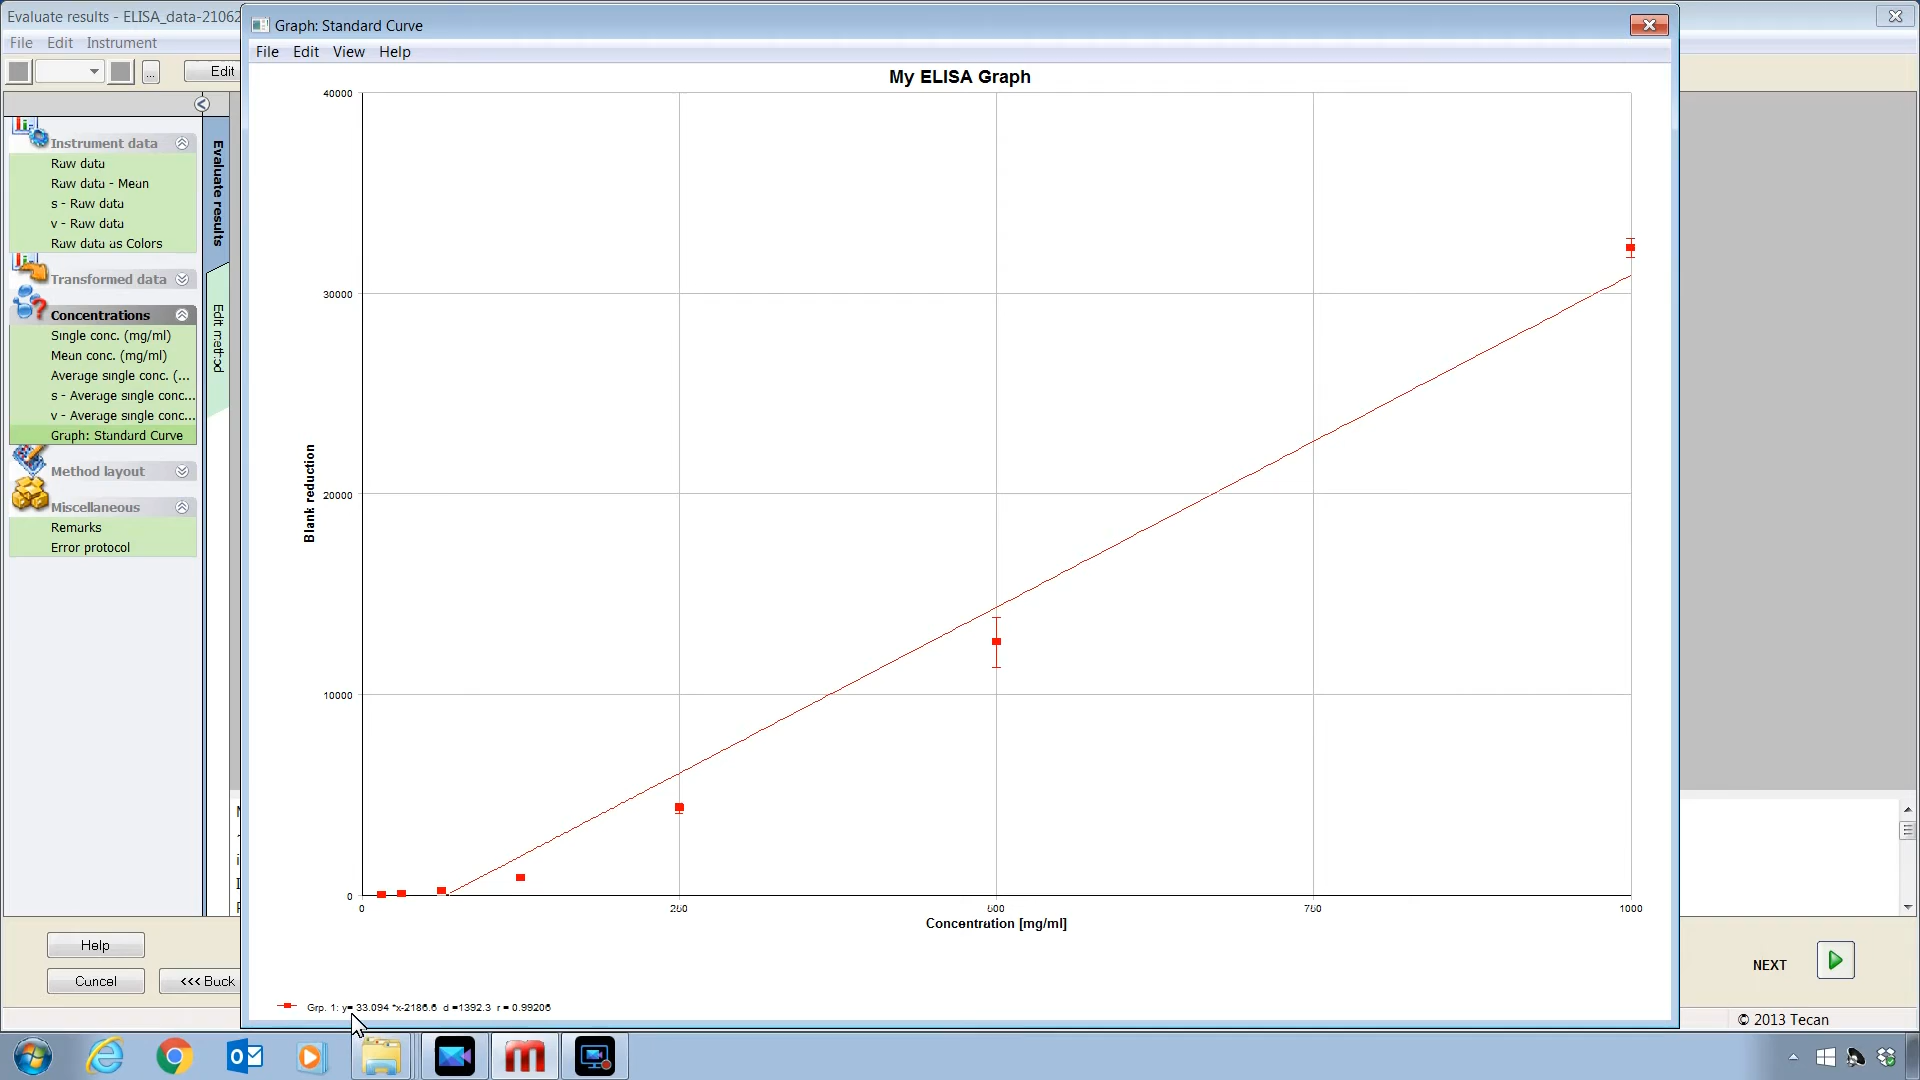 Evaluate results - ELISA_data-21062
File Edit Instrument
... Edit
Instrument data
Raw data
Raw data - Mean
s - Raw data
v - Raw data
Raw data as Colors
Transformed data
Concentrations
Single conc. (mg/ml)
Mean conc. (mg/ml)
Average single conc. (...
s - Average single conc...
v - Average single conc...
Graph: Standard Curve
Method layout
Miscellaneous
Remarks
Error protocol
Evaluate results
Edit method
Help
Cancel
<<< Back
Graph: Standard Curve
File Edit View Help
My ELISA Graph
40000
30000
20000
10000
0
Blank reduction
0 250 500 750 1000
Concentration [mg/ml]
Grp. 1: y= 33.094 *x-2186.6 d =1392.3 r = 0.99206
NEXT
© 2013 Tecan